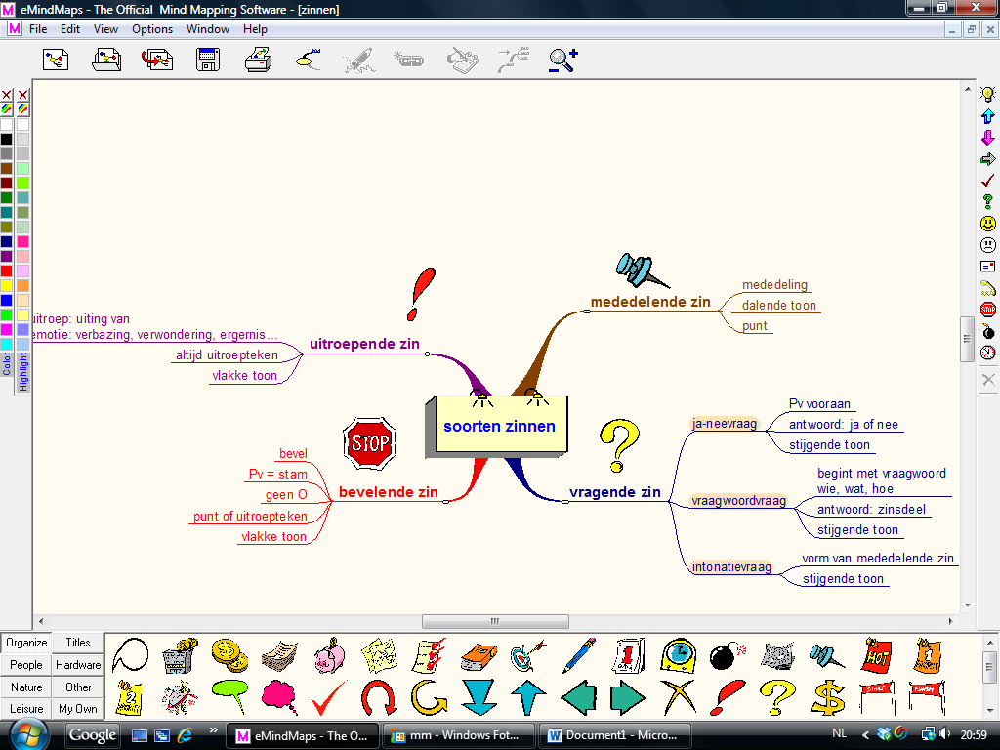 eMindMaps - The Official  Mind Mapping Software - [zinnen]
File Edit View Options Window Help
Color
Highlight
STOP
mededelende zin
mededeling
dalende toon
punt
uitroep: uiting van
emotie: verbazing, verwondering, ergernis...
altijd uitroepteken
vlakke toon
uitroepende zin
soorten zinnen
STOP
bevel
Pv = stam
geen O
punt of uitroepteken
vlakke toon
bevelende zin
vragende zin
ja-neevraag
Pv vooraan
antwoord: ja of nee
stijgende toon
vraagwoordvraag
begint met vraagwoord
wie, wat, hoe
antwoord: zinsdeel
stijgende toon
intonatievraag
vorm van mededelende zin
stijgende toon
Organize Titles
People Hardware
Nature Other
Leisure My Own
HOT
1
2
START
FINISH
Google
eMindMaps - The O...
mm - Windows Fot...
Document1 - Micro...
NL
20:59